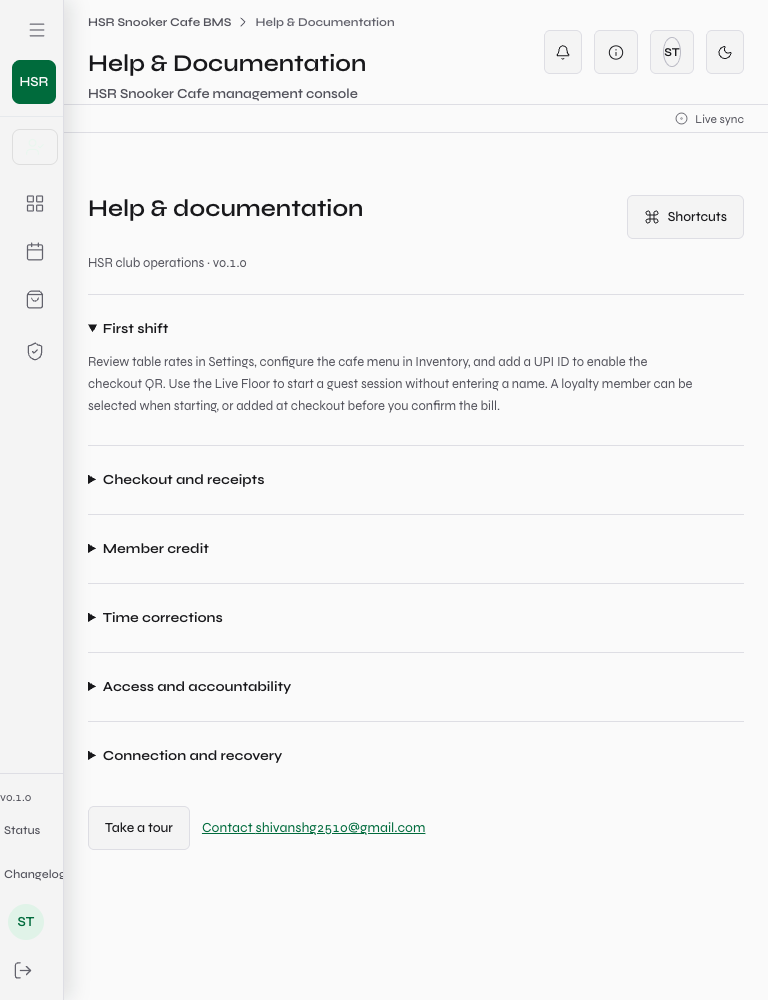 HSR Snooker Cafe BMS
Help & Documentation
Help & Documentation
HSR Snooker Cafe management console
ST
Live sync
HSR
Help & documentation
Shortcuts
HSR club operations · v0.1.0
First shift
Review table rates in Settings, configure the cafe menu in Inventory, and add a UPI ID to enable the
checkout QR. Use the Live Floor to start a guest session without entering a name. A loyalty member can be
selected when starting, or added at checkout before you confirm the bill.
Checkout and receipts
Member credit
Time corrections
Access and accountability
Connection and recovery
Take a tour
Contact shivanshg2510@gmail.com
v0.1.0
Status
Changelog
ST